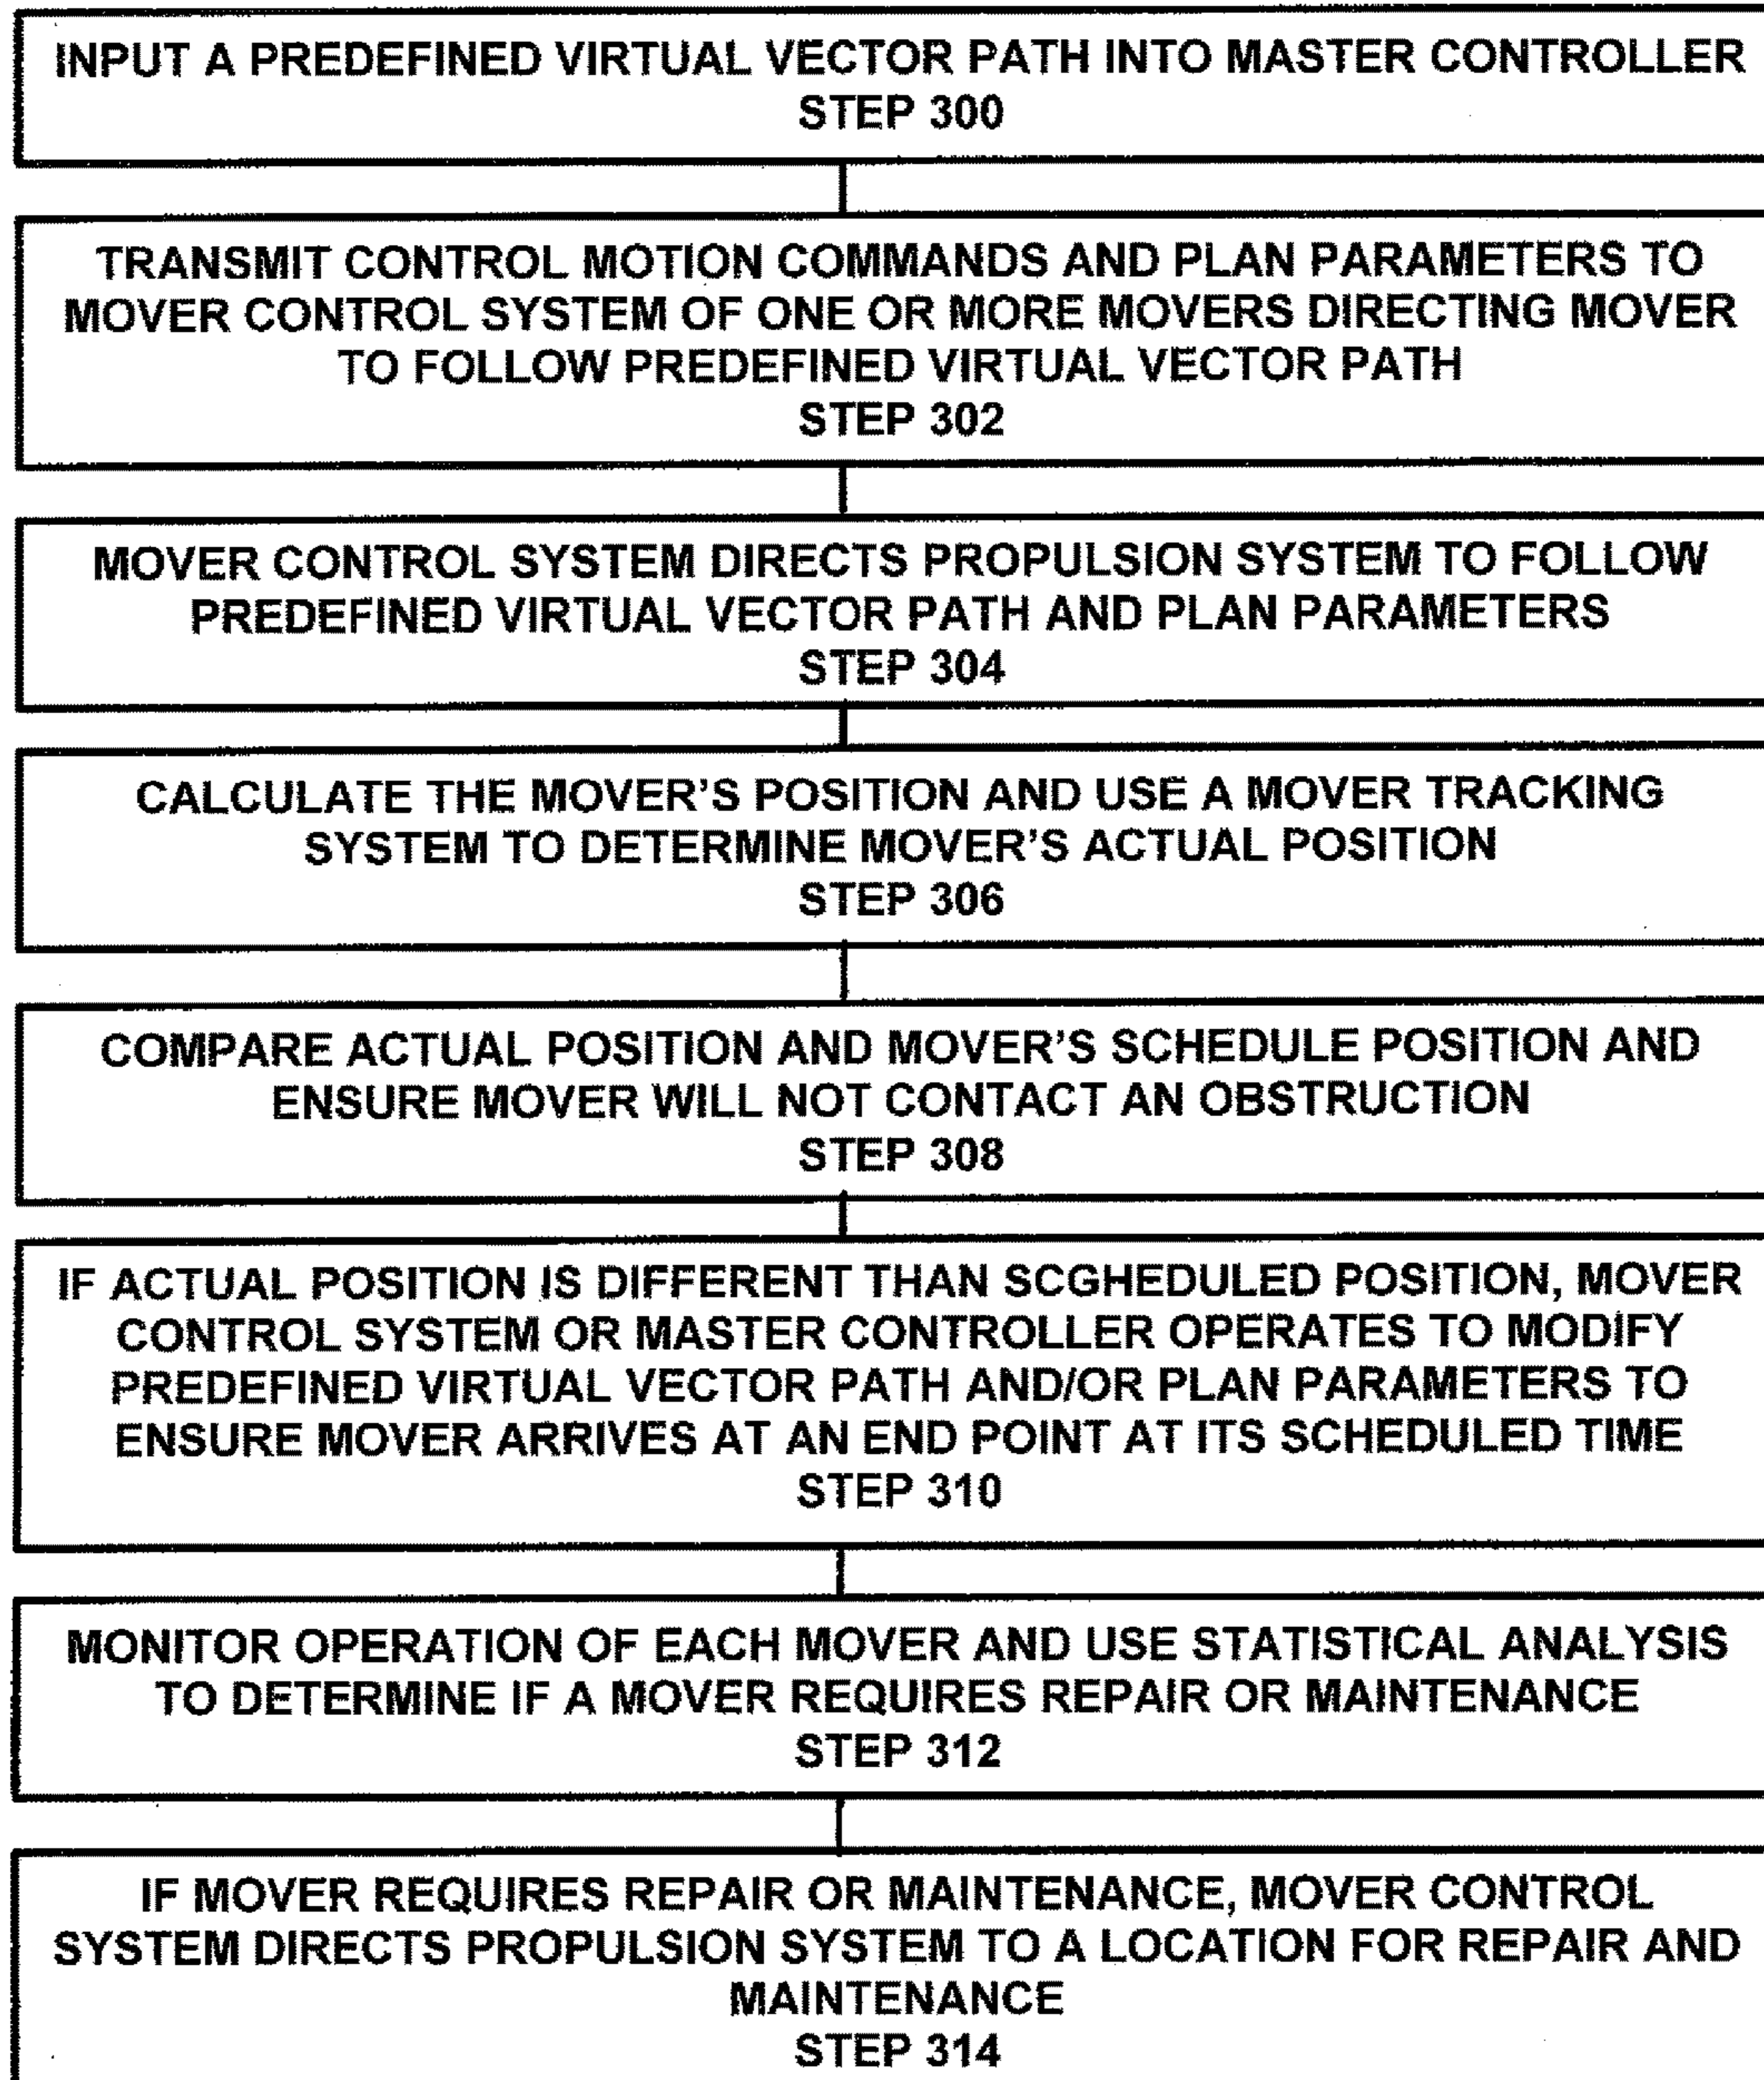 INPUT A PREDEFINED VIRTUAL VECTOR PATH INTO MASTER CONTROLLER
STEP 300
TRANSMIT CONTROL MOTION COMMANDS AND PLAN PARAMETERS TO
MOVER CONTROL SYSTEM OF ONE OR MORE MOVERS DIRECTING MOVER
TO FOLLOW PREDEFINED VIRTUAL VECTOR PATH
STEP 302
MOVER CONTROL SYSTEM DIRECTS PROPULSION SYSTEM TO FOLLOW
PREDEFINED VIRTUAL VECTOR PATH AND PLAN PARAMETERS
STEP 304
CALCULATE THE MOVER'S POSITION AND USE A MOVER TRACKING
SYSTEM TO DETERMINE MOVER'S ACTUAL POSITION
STEP 306
COMPARE ACTUAL POSITION AND MOVER'S SCHEDULE POSITION AND
ENSURE MOVER WILL NOT CONTACT AN OBSTRUCTION
STEP 308
IF ACTUAL POSITION IS DIFFERENT THAN SCGHEDULED POSITION, MOVER
CONTROL SYSTEM OR MASTER CONTROLLER OPERATES TO MODIFY
PREDEFINED VIRTUAL VECTOR PATH AND/OR PLAN PARAMETERS TO
ENSURE MOVER ARRIVES AT AN END POINT AT ITS SCHEDULED TIME
STEP 310
MONITOR OPERATION OF EACH MOVER AND USE STATISTICAL ANALYSIS
TO DETERMINE IF A MOVER REQUIRES REPAIR OR MAINTENANCE
STEP 312
IF MOVER REQUIRES REPAIR OR MAINTENANCE, MOVER CONTROL
SYSTEM DIRECTS PROPULSION SYSTEM TO A LOCATION FOR REPAIR AND
MAINTENANCE
STEP 314